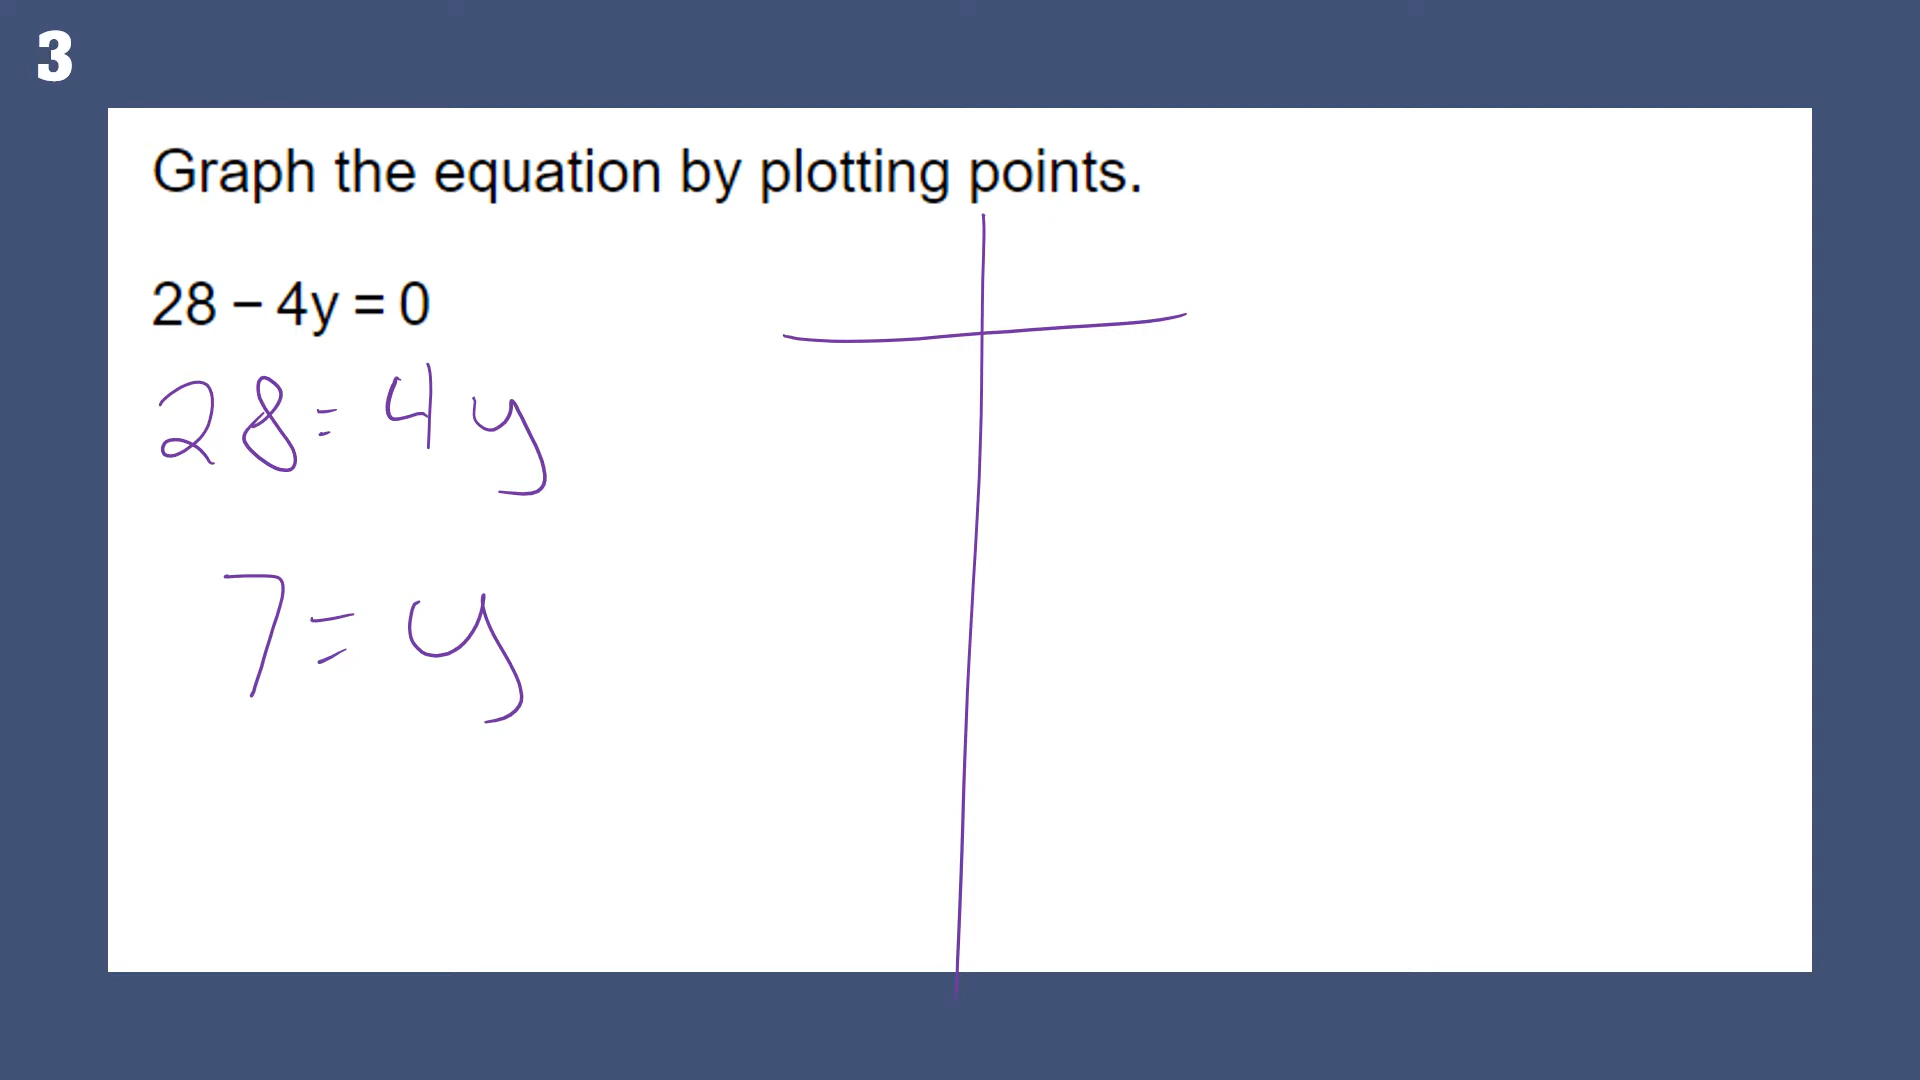 3
Graph the equation by plotting points.
28 − 4y = 0
28 = 4y
7 = y